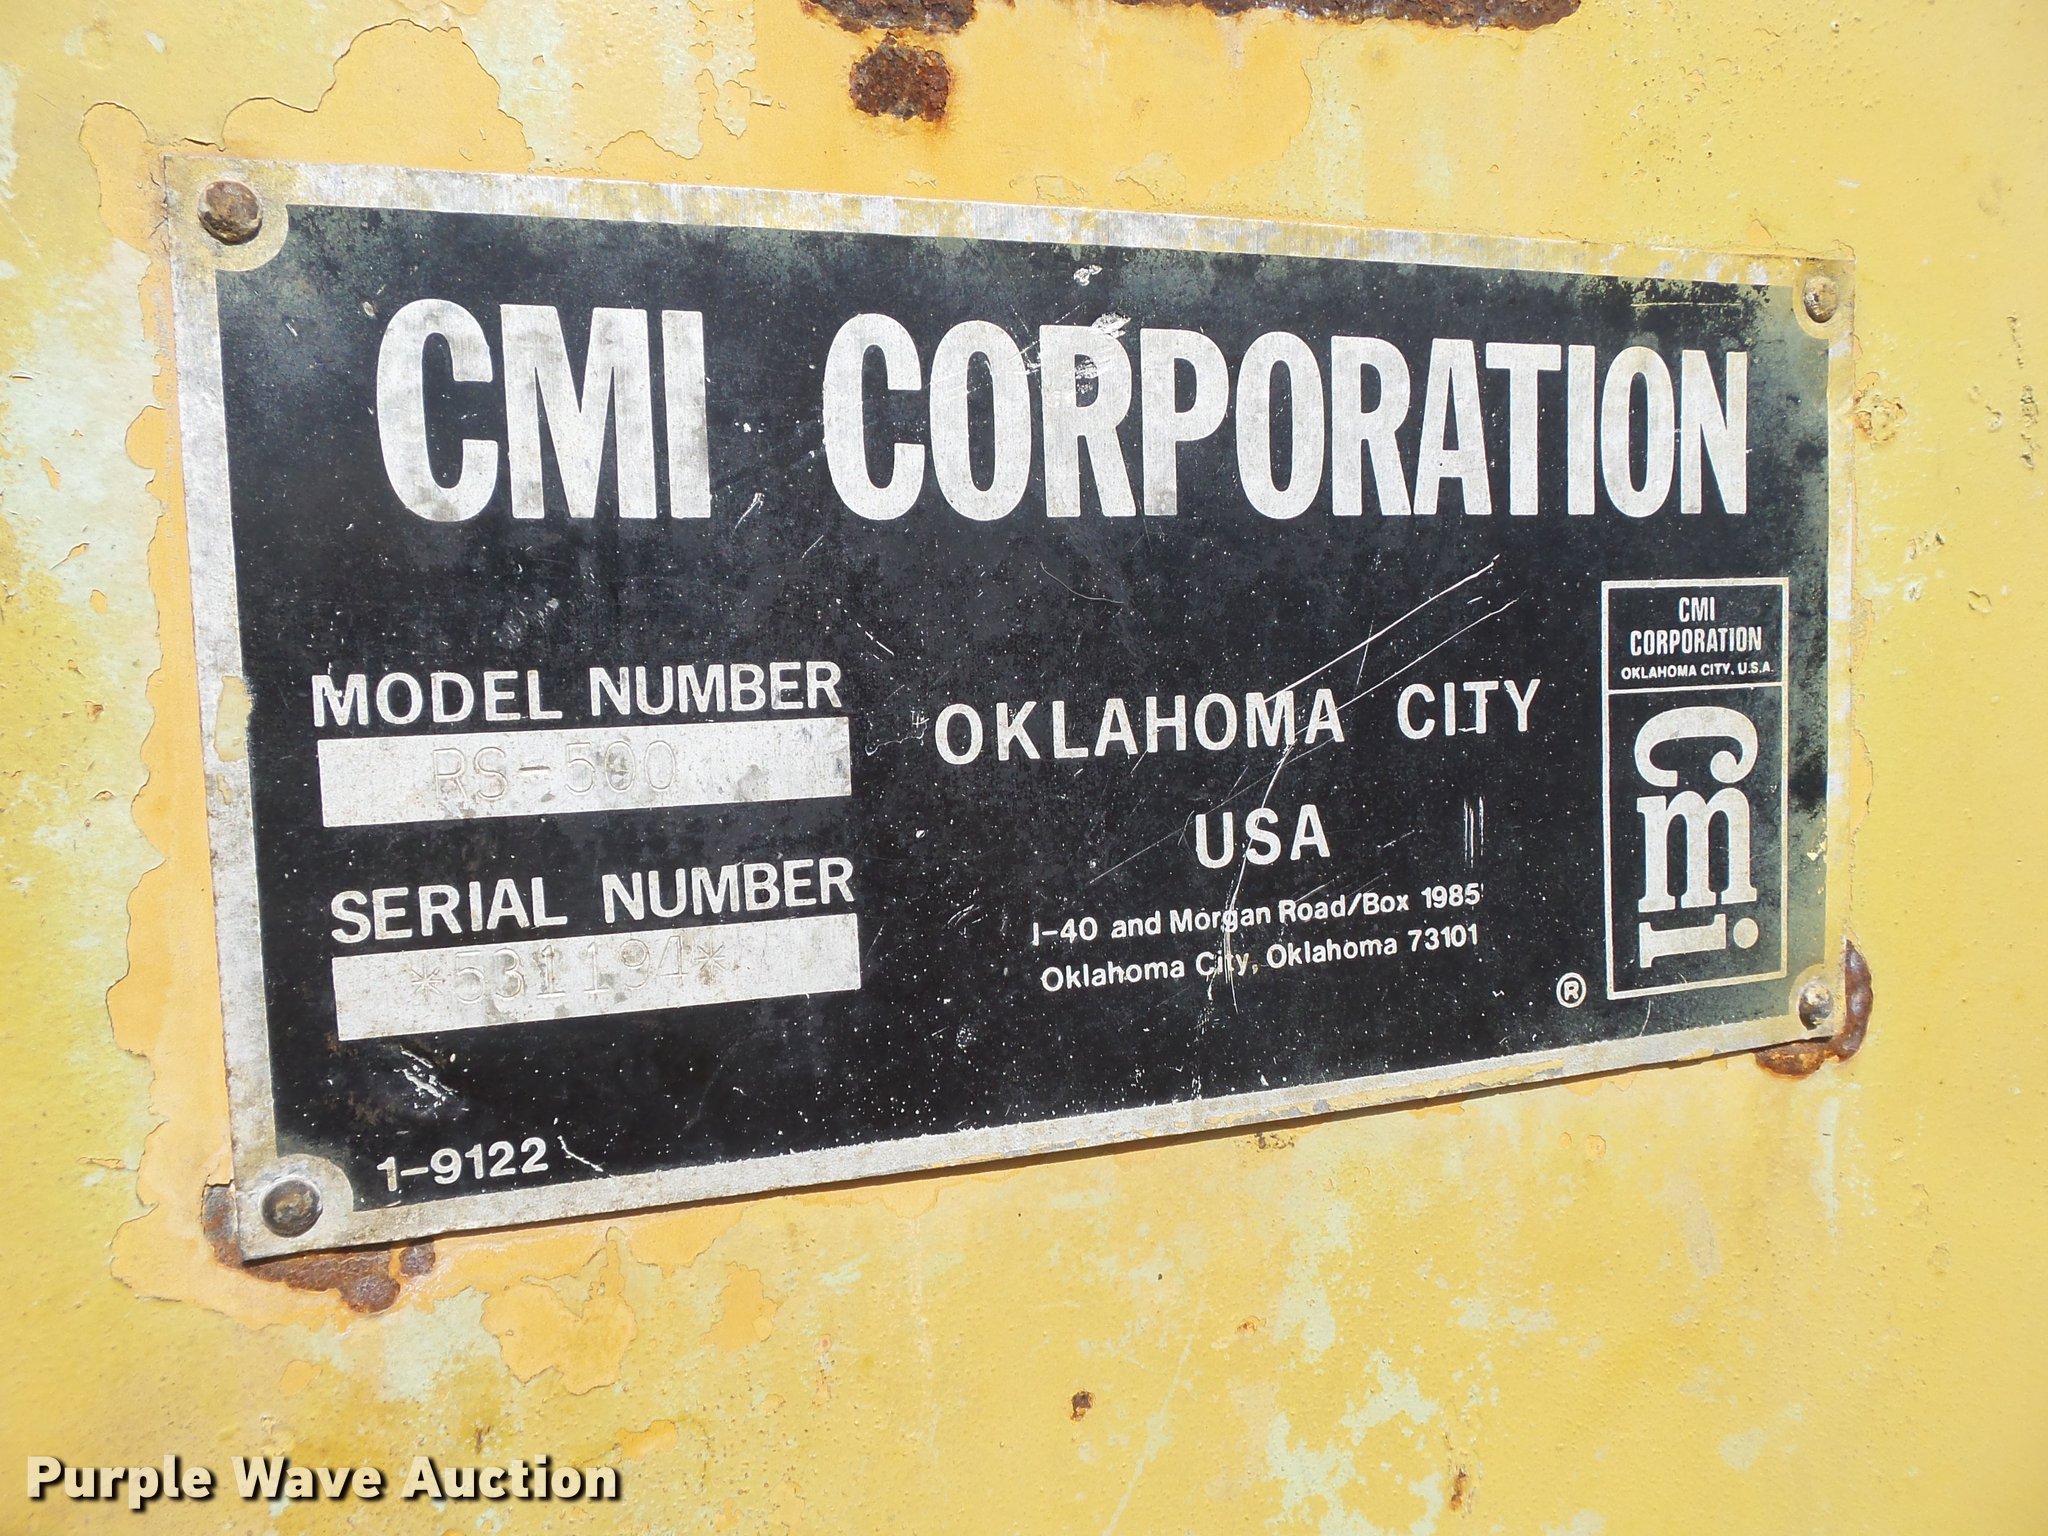 CMI CORPORATION
MODEL NUMBER
RS-500
SERIAL NUMBER
*531194*
1-9122
OKLAHOMA CITY
USA
I-40 and Morgan Road/Box 1985
Oklahoma City, Oklahoma 73101
®
CMI
CORPORATION
OKLAHOMA CITY, U.S.A.
cmi
Purple Wave Auction